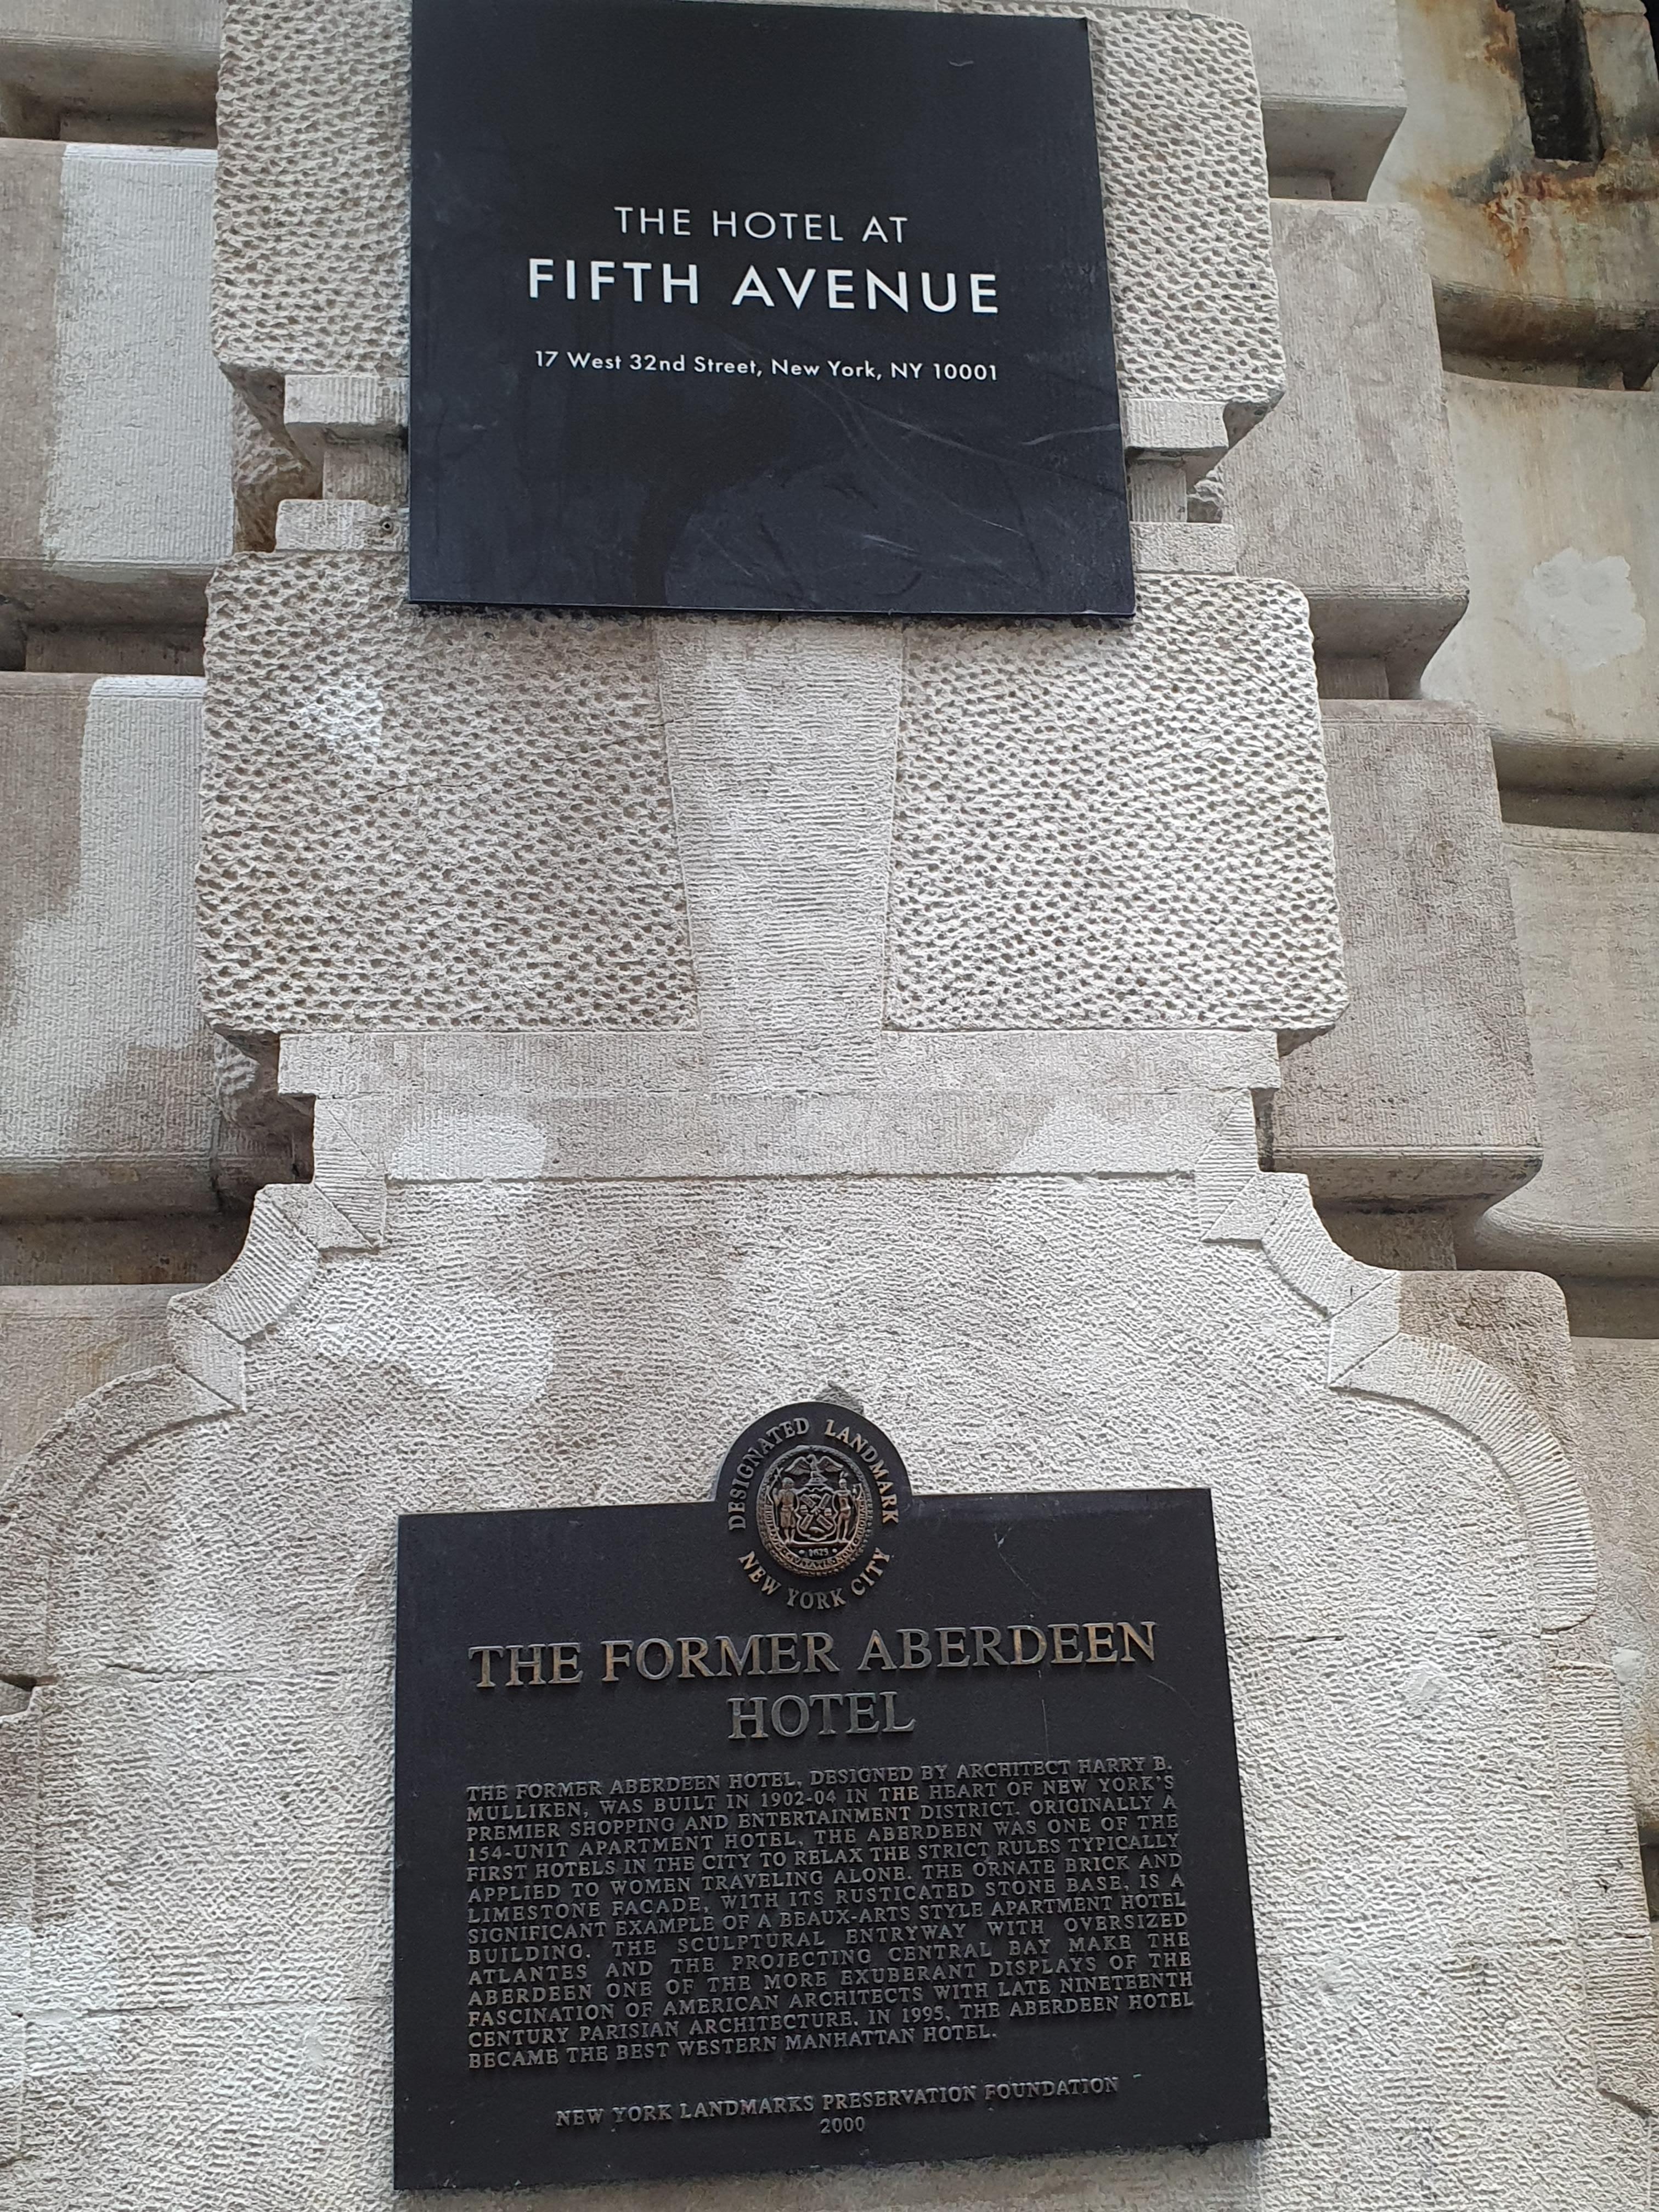 THE HOTEL AT
FIFTH AVENUE
17 West 32nd Street, New York, NY 10001
DESIGNATED LANDMARK
NEW YORK CITY
1625
THE FORMER ABERDEEN
HOTEL
THE FORMER ABERDEEN HOTEL, DESIGNED BY ARCHITECT HARRY B.
MULLIKEN, WAS BUILT IN 1902-04 IN THE HEART OF NEW YORK'S
PREMIER SHOPPING AND ENTERTAINMENT DISTRICT. ORIGINALLY A
154-UNIT APARTMENT HOTEL, THE ABERDEEN WAS ONE OF THE
FIRST HOTELS IN THE CITY TO RELAX THE STRICT RULES TYPICALLY
APPLIED TO WOMEN TRAVELING ALONE. THE ORNATE BRICK AND
LIMESTONE FACADE, WITH ITS RUSTICATED STONE BASE, IS A
SIGNIFICANT EXAMPLE OF A BEAUX-ARTS STYLE APARTMENT HOTEL
BUILDING. THE SCULPTURAL ENTRYWAY WITH OVERSIZED
ATLANTES AND THE PROJECTING CENTRAL BAY MAKE THE
ABERDEEN ONE OF THE MORE EXUBERANT DISPLAYS OF THE
FASCINATION OF AMERICAN ARCHITECTS WITH LATE NINETEENTH
CENTURY PARISIAN ARCHITECTURE. IN 1995, THE ABERDEEN HOTEL
BECAME THE BEST WESTERN MANHATTAN HOTEL.
NEW YORK LANDMARKS PRESERVATION FOUNDATION
2000